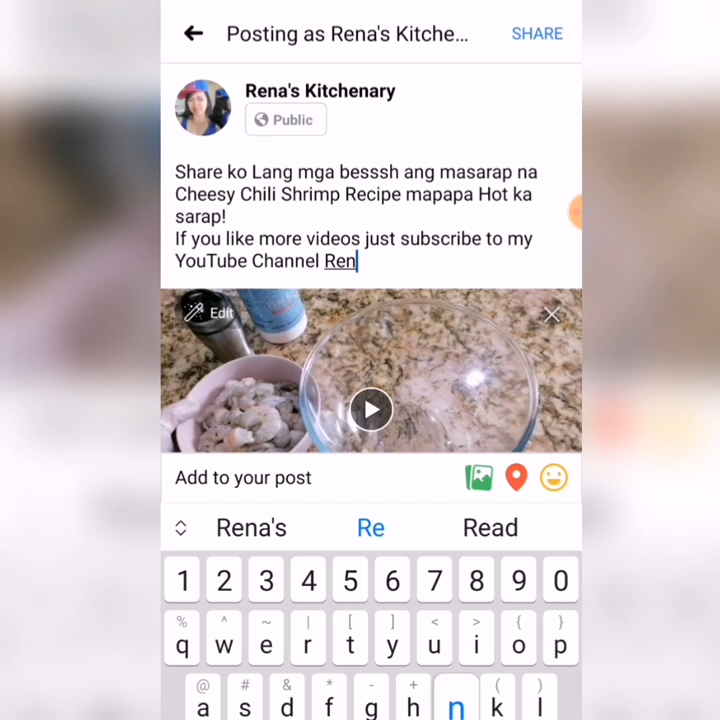 Posting as Rena's Kitche...
SHARE
Rena's Kitchenary
Public
Share ko Lang mga besssh ang masarap na
Cheesy Chili Shrimp Recipe mapapa Hot ka
sarap!
If you like more videos just subscribe to my
YouTube Channel Ren
Edit
Add to your post
Rena's Re Read
1 2 3 4 5 6 7 8 9 0
% ^ ~ | [ ] < > { }
q w e r t y u i o p
@ # & * - + ( )
a s d f g h n k l